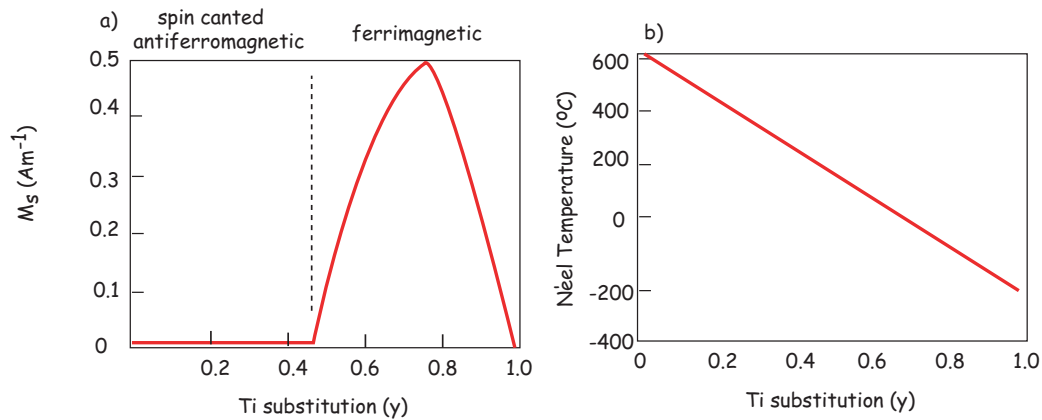 a)
spin canted
antiferromagnetic
ferrimagnetic
0.5
0.4
0.3
0.2
0.1
0
Ms (Am⁻¹)
0.2 0.4 0.6 0.8 1.0
Ti substitution (y)
b)
600
400
200
0
-200
-400
Néel Temperature (ºC)
0 0.2 0.4 0.6 0.8 1.0
Ti substitution (y)